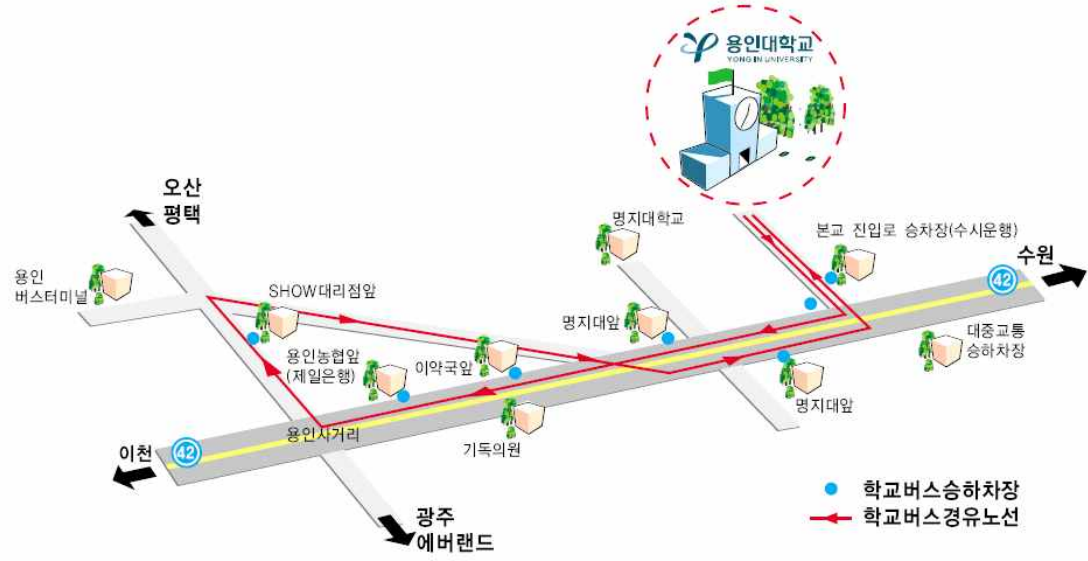 용인대학교
YONG IN UNIVERSITY
오산
평택
명지대학교
본교 진입로 승차장(수시운행)
수원
42
용인
버스터미널
SHOW대리점앞
명지대앞
대중교통
승하차장
용인농협앞
(제일은행)
이약국앞
명지대앞
용인사거리
기독의원
이천
42
광주
에버랜드
학교버스승하차장
학교버스경유노선